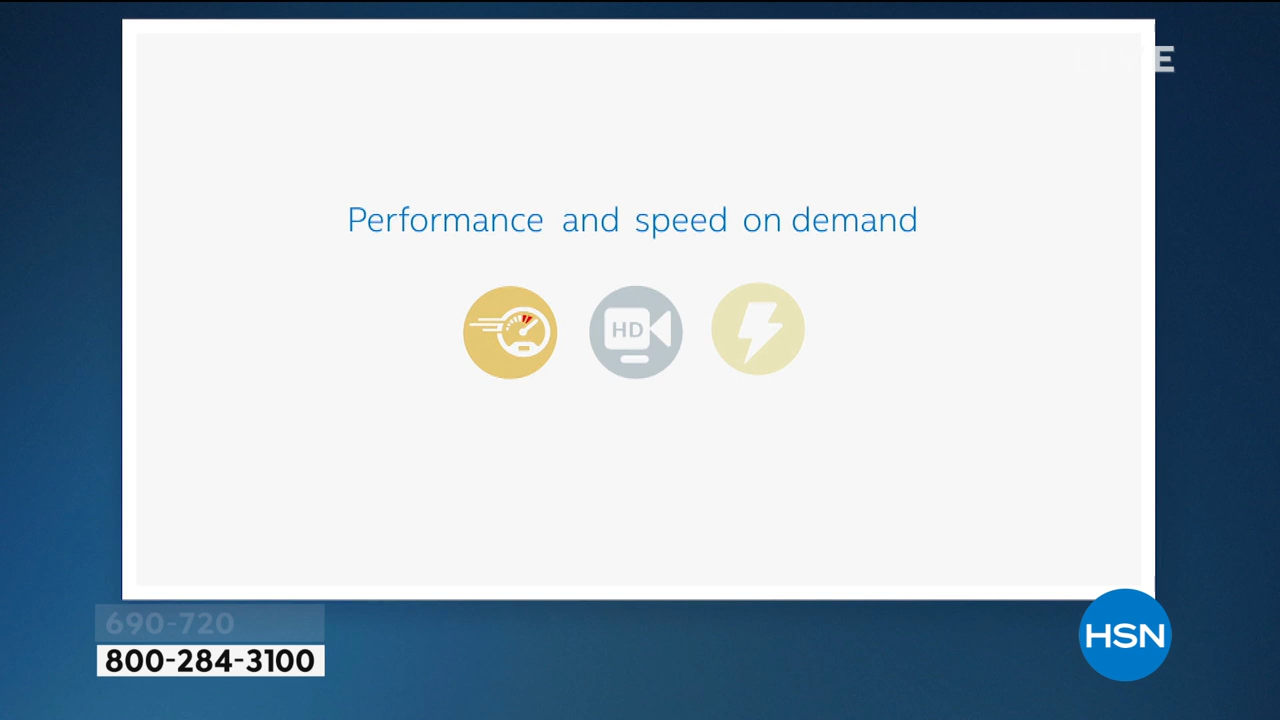 Performance and speed on demand
HD
690-720
800-284-3100
HSN